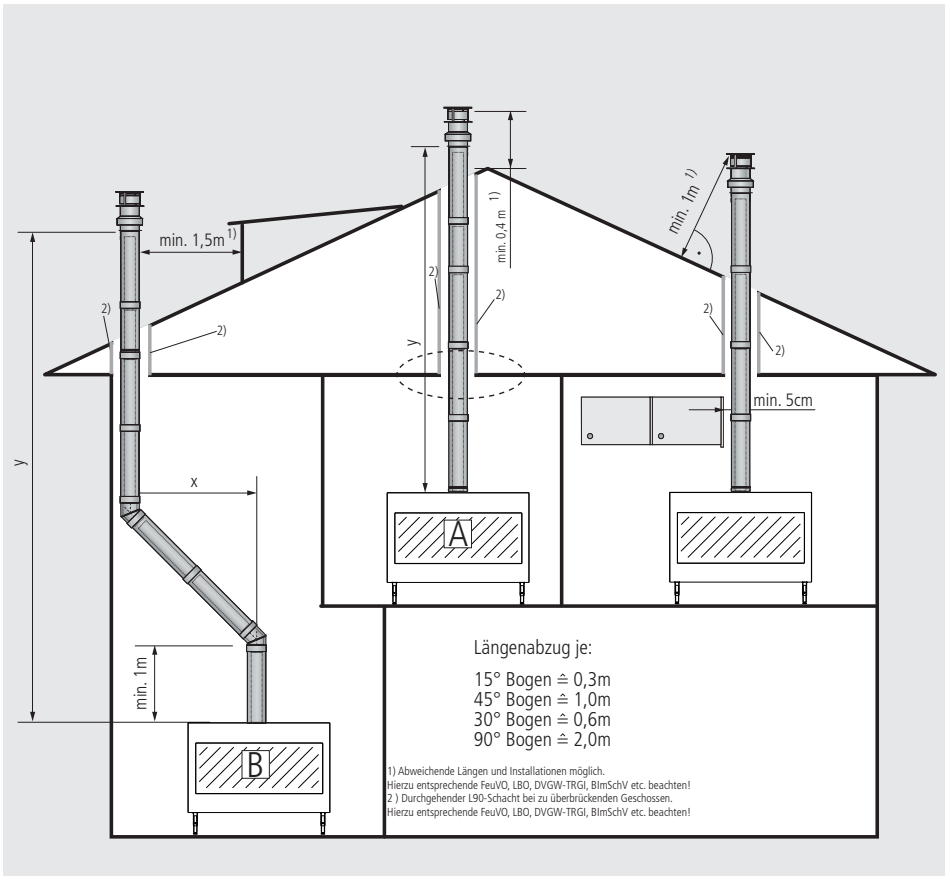 min. 1,5m 1)
min. 0,4 m 1)
min. 1m 1)
2)
2)
2)
2)
2)
2)
y
min. 5cm
y
x
A
min. 1m
B
Längenabzug je:
15° Bogen ≙ 0,3m
45° Bogen ≙ 1,0m
30° Bogen ≙ 0,6m
90° Bogen ≙ 2,0m
1) Abweichende Längen und Installationen möglich.
Hierzu entsprechende FeuVO, LBO, DVGW-TRGI, BImSchV etc. beachten!
2 ) Durchgehender L90-Schacht bei zu überbrückenden Geschossen.
Hierzu entsprechende FeuVO, LBO, DVGW-TRGI, BImSchV etc. beachten!